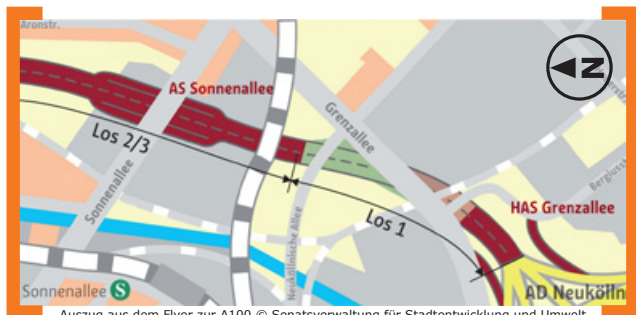 Aronstr.
AS Sonnenallee
N
Los 2/3
Grenzallee
Sonnenallee
Los 1
Neuköllnische Allee
HAS Grenzallee
Sonnenallee S
AD Neukölln
Auszug aus dem Flyer zur A100 © Senatsverwaltung für Stadtentwicklung und Umwelt